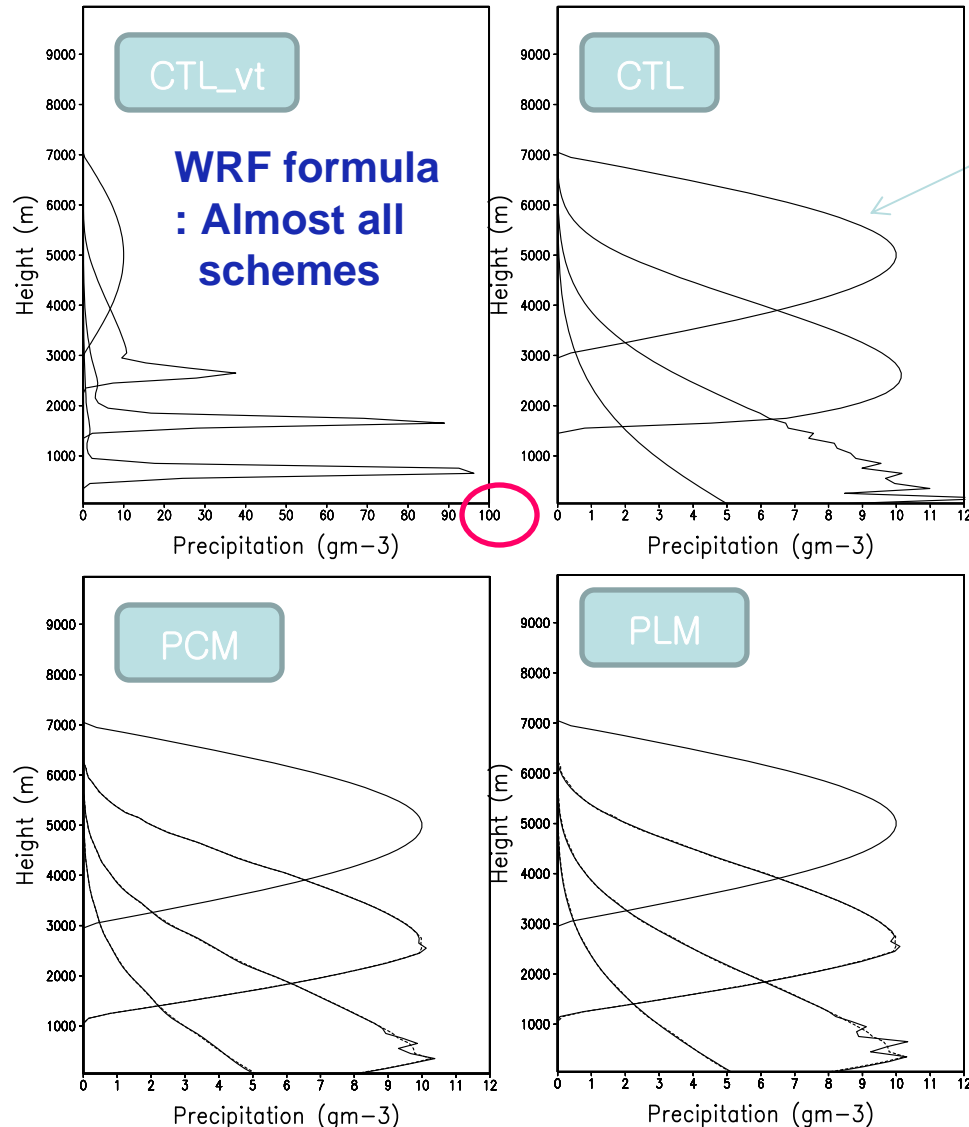 CTL_vt
WRF formula
: Almost all
schemes
9000
8000
7000
6000
5000
4000
3000
2000
1000
Height (m)
0 10 20 30 40 50 60 70 80 90 100
Precipitation (gm-3)
CTL
9000
8000
7000
6000
5000
4000
3000
2000
1000
Height (m)
0 1 2 3 4 5 6 7 8 9 10 11 12
Precipitation (gm-3)
PCM
9000
8000
7000
6000
5000
4000
3000
2000
1000
Height (m)
0 1 2 3 4 5 6 7 8 9 10 11 12
Precipitation (gm-3)
PLM
9000
8000
7000
6000
5000
4000
3000
2000
1000
Height (m)
0 1 2 3 4 5 6 7 8 9 10 11 12
Precipitation (gm-3)